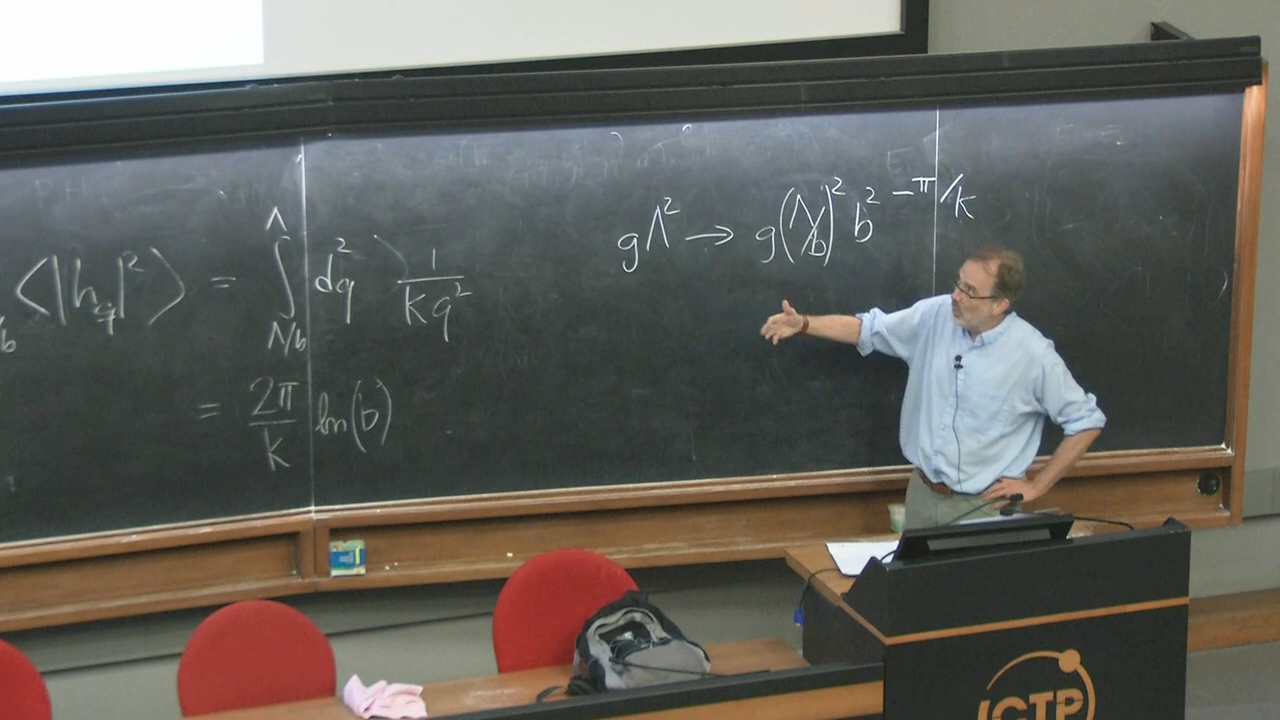 ⟨|h_q|²⟩ = ∫_{Λ/b}^{Λ} d²q 1/(kq²)
= 2π/k ln(b)
gΛ² → g(Λ/b)² b^{2-π/k}
ICTP